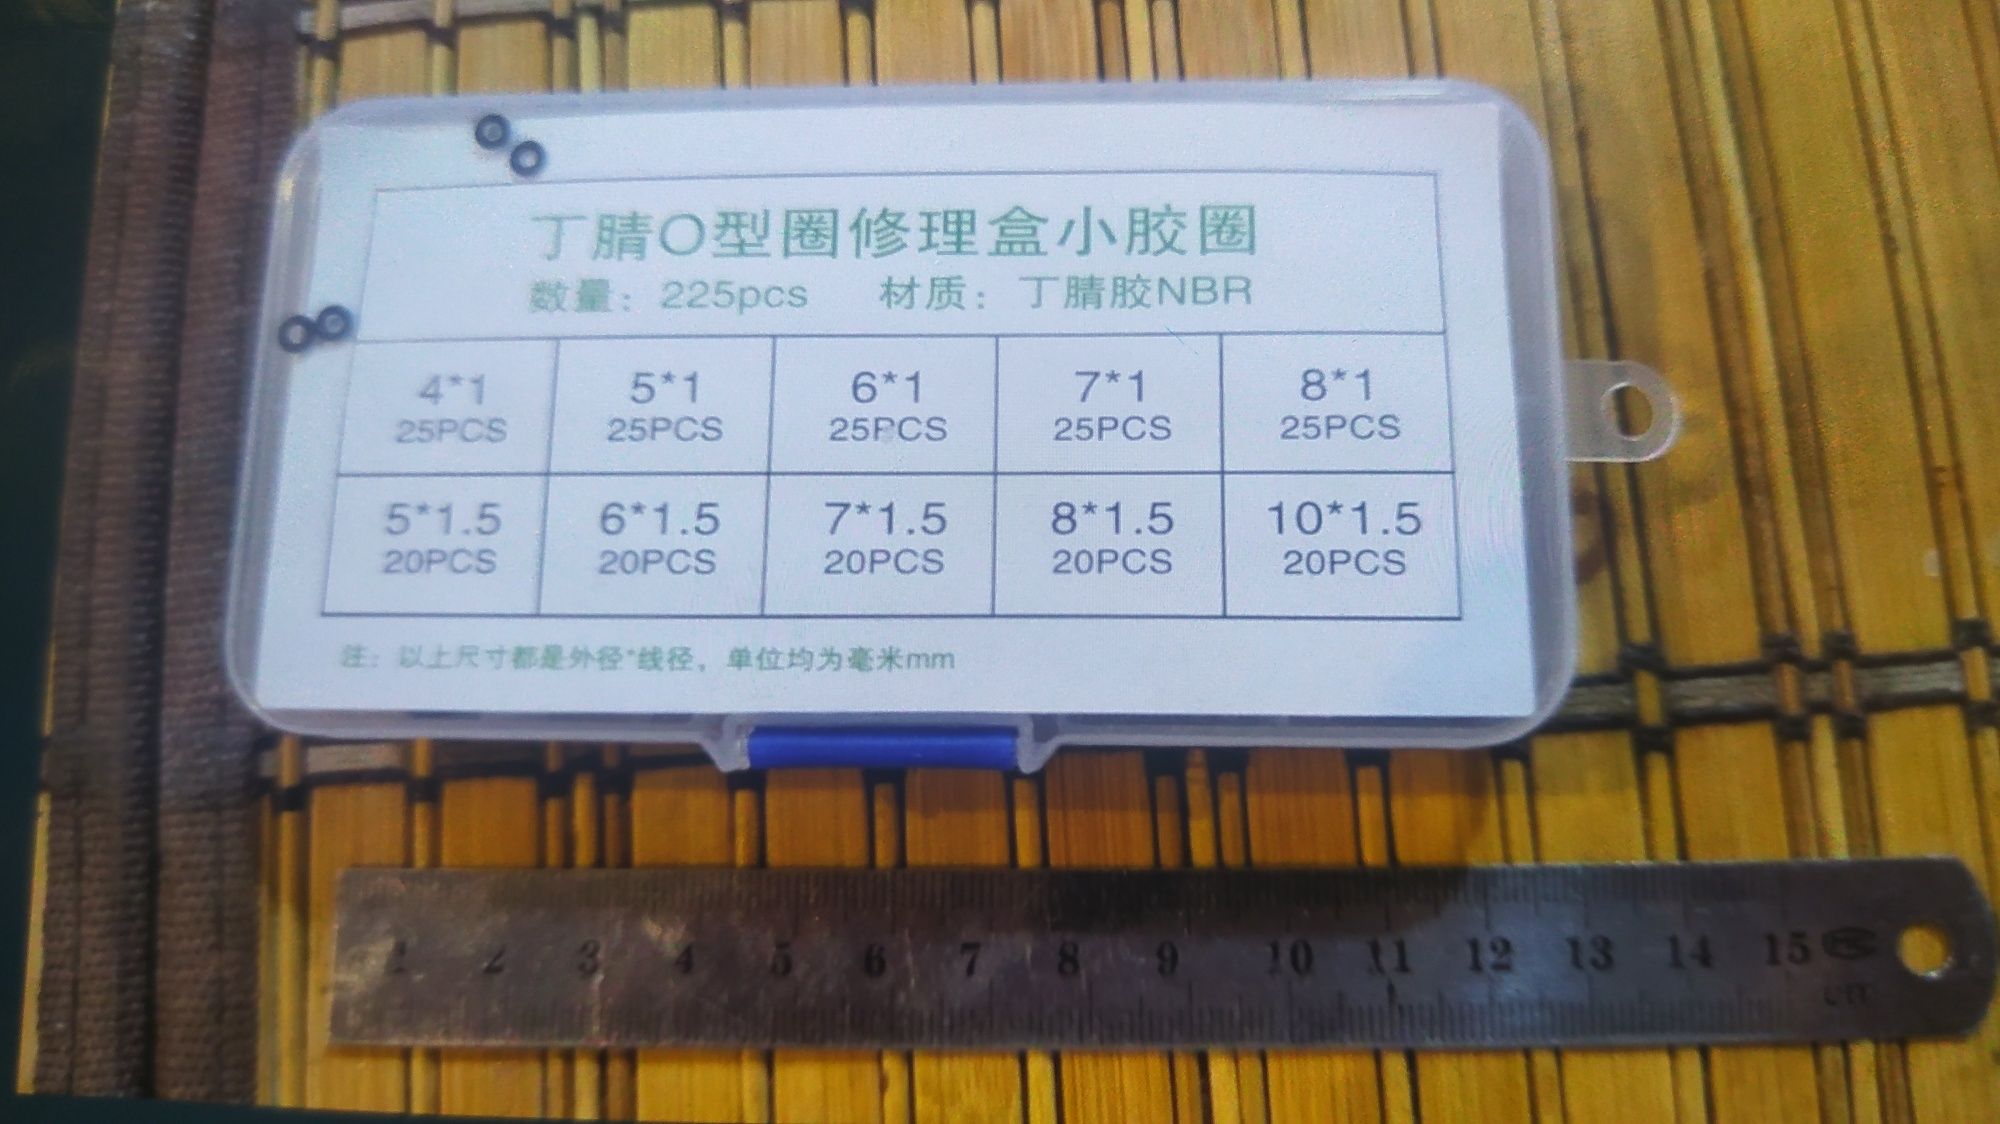 丁腈O型圈修理盒小胶圈
数量：225pcs 材质：丁腈胶NBR
4*1 5*1 6*1 7*1 8*1
25PCS 25PCS 25PCS 25PCS 25PCS
5*1.5 6*1.5 7*1.5 8*1.5 10*1.5
20PCS 20PCS 20PCS 20PCS 20PCS
注：以上尺寸都是外径*线径，单位均为毫米mm
1 2 3 4 5 6 7 8 9 10 11 12 13 14 15
cm